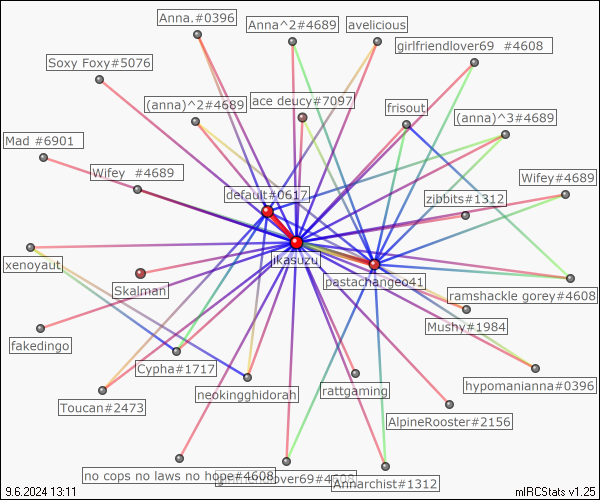 Anna.#0396
Anna^2#4689
avelicious
girlfriendlover69   #4608
Soxy Foxy#5076
(anna)^2#4689
ace deucy#7097
frisout
(anna)^3#4689
Mad #6901
Wifey   #4689
default#0617
zibbits#1312
Wifey#4689
xenoyaut
ikasuzu
Skalman
pastachangeo41
ramshackle gorey#4608
Mushy#1984
fakedingo
Cypha#1717
neokingghidorah
rattgaming
hypomanianna#0396
Toucan#2473
AlpineRooster#2156
no cops no laws no hope#4608
girlfriendlover69#4608
Annarchist#1312
9.6.2024 13:11
mIRCStats v1.25